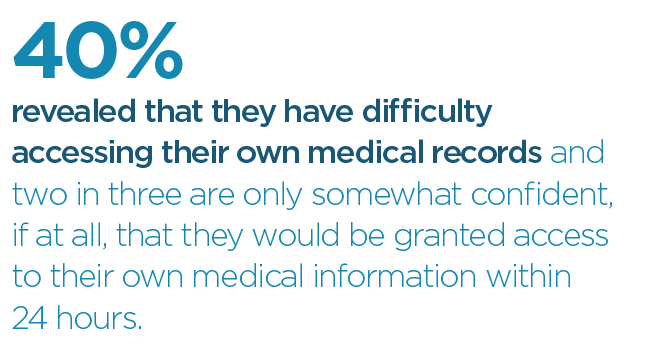 40%
revealed that they have difficulty
accessing their own medical records and
two in three are only somewhat confident,
if at all, that they would be granted access
to their own medical information within
24 hours.